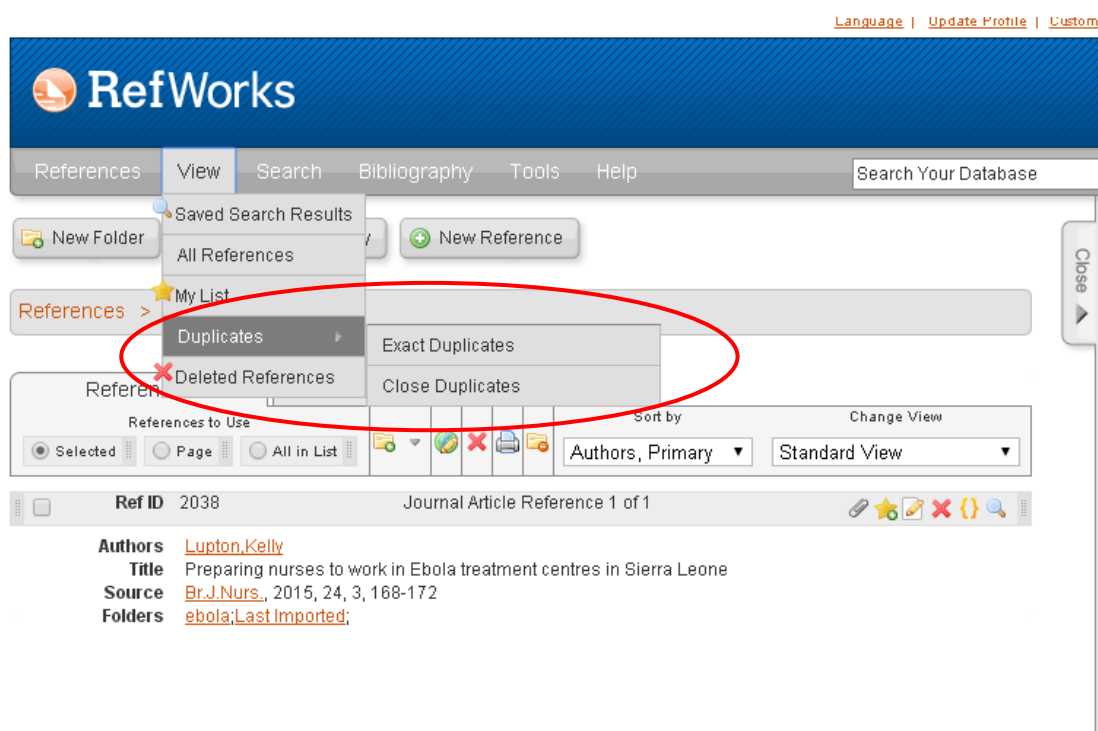 Language | Update Profile | Custom
RefWorks
References View Search Bibliography Tools Help Search Your Database
Saved Search Results
New Folder New Reference
All References
Close
My List
References >
Duplicates
Exact Duplicates
Deleted References
Close Duplicates
Referen
References to Use Sort by Change View
Selected Page All in List Authors, Primary Standard View
Ref ID 2038 Journal Article Reference 1 of 1
Authors Lupton,Kelly
Title Preparing nurses to work in Ebola treatment centres in Sierra Leone
Source Br.J.Nurs., 2015, 24, 3, 168-172
Folders ebola;Last Imported;